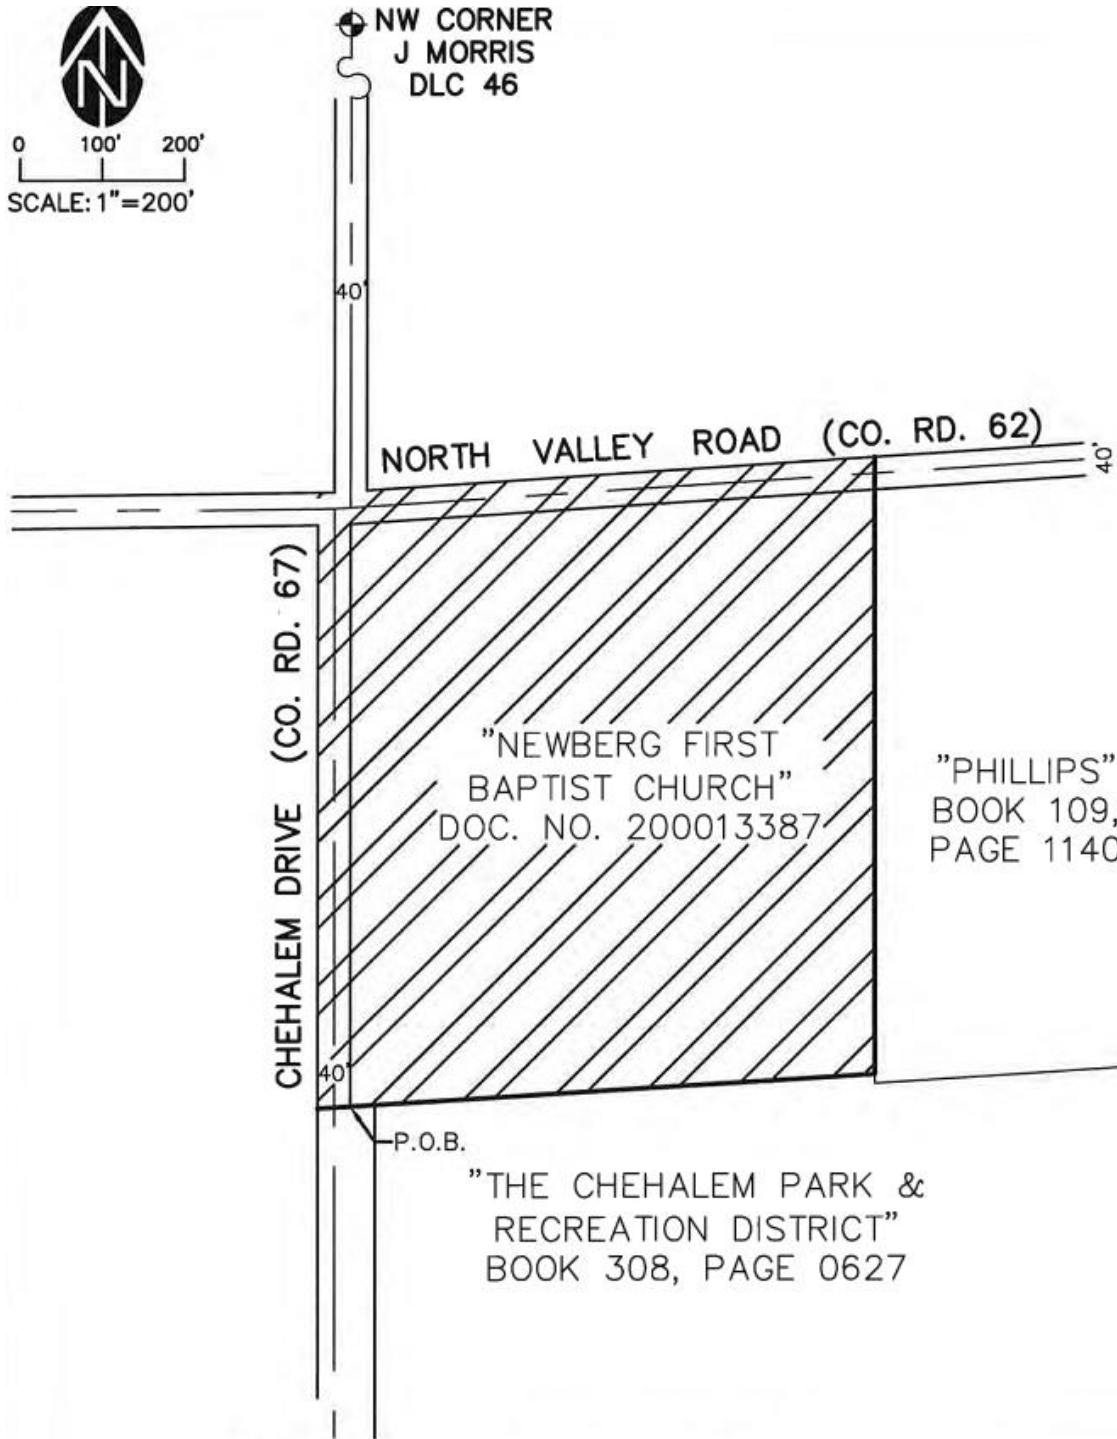 NW CORNER
J MORRIS
DLC 46
N
0 100' 200'
SCALE: 1"=200'
40'
NORTH VALLEY ROAD (CO. RD. 62)
40'
CHEHALEM DRIVE (CO. RD. 67)
"NEWBERG FIRST
BAPTIST CHURCH"
DOC. NO. 200013387
"PHILLIPS"
BOOK 109,
PAGE 1140
40'
P.O.B.
"THE CHEHALEM PARK &
RECREATION DISTRICT"
BOOK 308, PAGE 0627